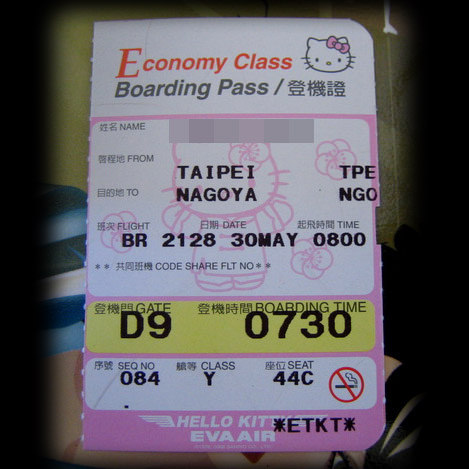 Economy Class
Boarding Pass / 登機證
姓名 NAME
啓程地 FROM
TAIPEI TPE
目的地 TO NAGOYA NGO
班次 FLIGHT 日期 DATE 起飛時間 TIME
BR 2128 30MAY 0800
** 共同班機 CODE SHARE FLT NO **
登機門 GATE 登機時間 BOARDING TIME
D9 0730
序號 SEQ NO 艙等 CLASS 座位 SEAT
084 Y 44C
HELLO KITTY
EVA AIR
*ETKT*